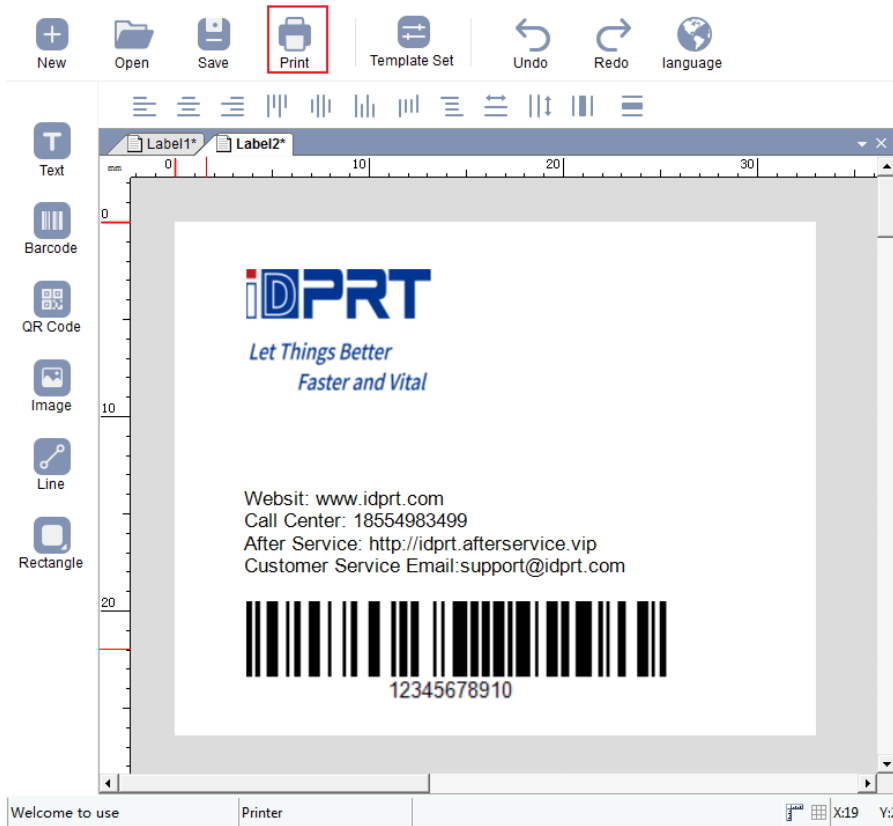 New Open Save Print Template Set Undo Redo language
Label1* Label2*
mm 0 10 20 30
Text
Barcode
QR Code
Image
Line
Rectangle
0
10
20
iDPRT
Let Things Better
Faster and Vital
Websit: www.idprt.com
Call Center: 18554983499
After Service: http://idprt.afterservice.vip
Customer Service Email:support@idprt.com
12345678910
Welcome to use Printer X:19